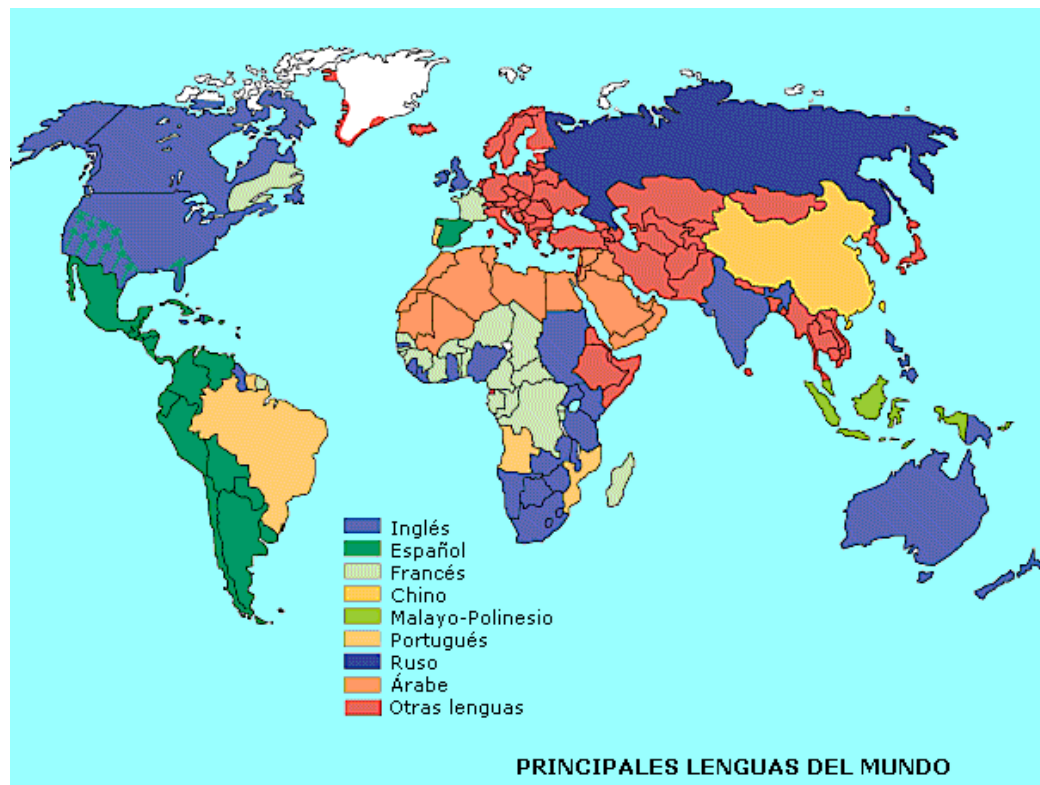 Inglés
Español
Francés
Chino
Malayo-Polinesio
Portugués
Ruso
Árabe
Otras lenguas
PRINCIPALES LENGUAS DEL MUNDO